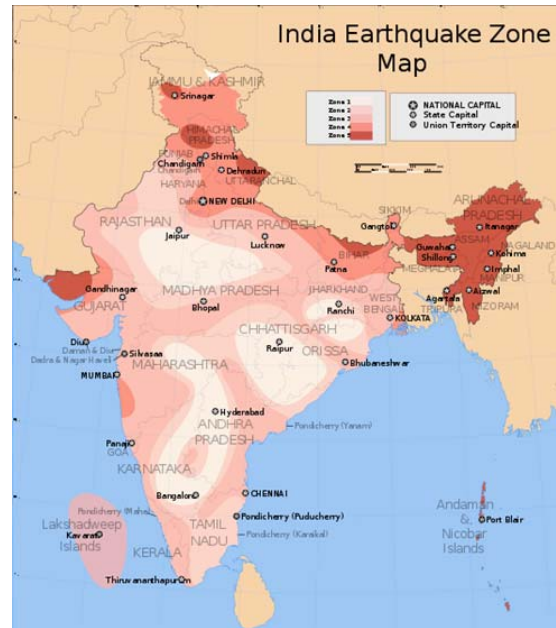 India Earthquake Zone
Map
Zone 1
Zone 2
Zone 3
Zone 4
Zone 5
NATIONAL CAPITAL
State Capital
Union Territory Capital
JAMMU & KASHMIR
Srinagar
HIMACHAL
PRADESH
PUNJAB
Shimla
Chandigarh
Chandigarh
Dehradun
UTTARANCHAL
HARYANA
Delhi
NEW DELHI
RAJASTHAN
Jaipur
UTTAR PRADESH
Lucknow
SIKKIM
Gangtok
ARUNACHAL
PRADESH
Itanagar
ASSAM
Guwahati
NAGALAND
Kohima
Shillong
MEGHALAYA
Imphal
MANIPUR
BIHAR
Patna
Agartala
TRIPURA
Aizwal
MIZORAM
Gandhinagar
GUJARAT
MADHYA PRADESH
Bhopal
JHARKHAND
Ranchi
WEST
BENGAL
KOLKATA
CHHATTISGARH
Raipur
ORISSA
Bhubaneshwar
Diu
Daman & Diu
Dadra & Nagar Haveli
Silvasaa
MAHARASHTRA
MUMBAI
Hyderabad
ANDHRA
PRADESH
Pondicherry (Yanam)
Panaji
GOA
KARNATAKA
Bangalore
CHENNAI
Pondicherry (Mahe)
Pondicherry (Puducherry)
Pondicherry (Karaikal)
TAMIL
NADU
Lakshadweep
Kavarati
Islands
KERALA
Thiruvananthapuram
Andaman
&
Nicobar
Islands
Port Blair